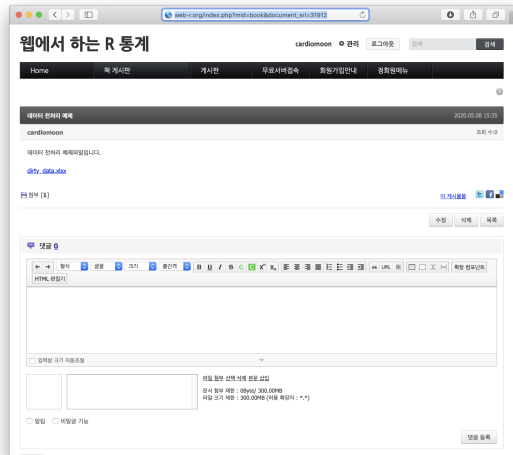 web-r.org/index.php?mid=book&document_srl=31912
웹에서 하는 R 통계
cardiomoon 관리 로그아웃 검색 검색
Home 책 게시판 게시판 무료서버접속 회원가입안내 정회원메뉴
데이터 전처리 예제 2020.05.08 15:35
cardiomoon 조회 수:0
데이터 전처리 예제파일입니다.
dirty_data.xlsx
첨부 [1] 이 게시물을
수정 삭제 목록
댓글 0
형식 글꼴 크기 줄간격 B U I S C C X² X₂ URL 확장 컴포넌트
HTML 편집기
입력창 크기 자동조절
파일 첨부 선택 삭제 본문 삽입
문서 첨부 제한 : 0Byte/ 300.00MB
파일 크기 제한 : 300.00MB (허용 확장자 : *.*)
알림 비밀글 기능
댓글 등록